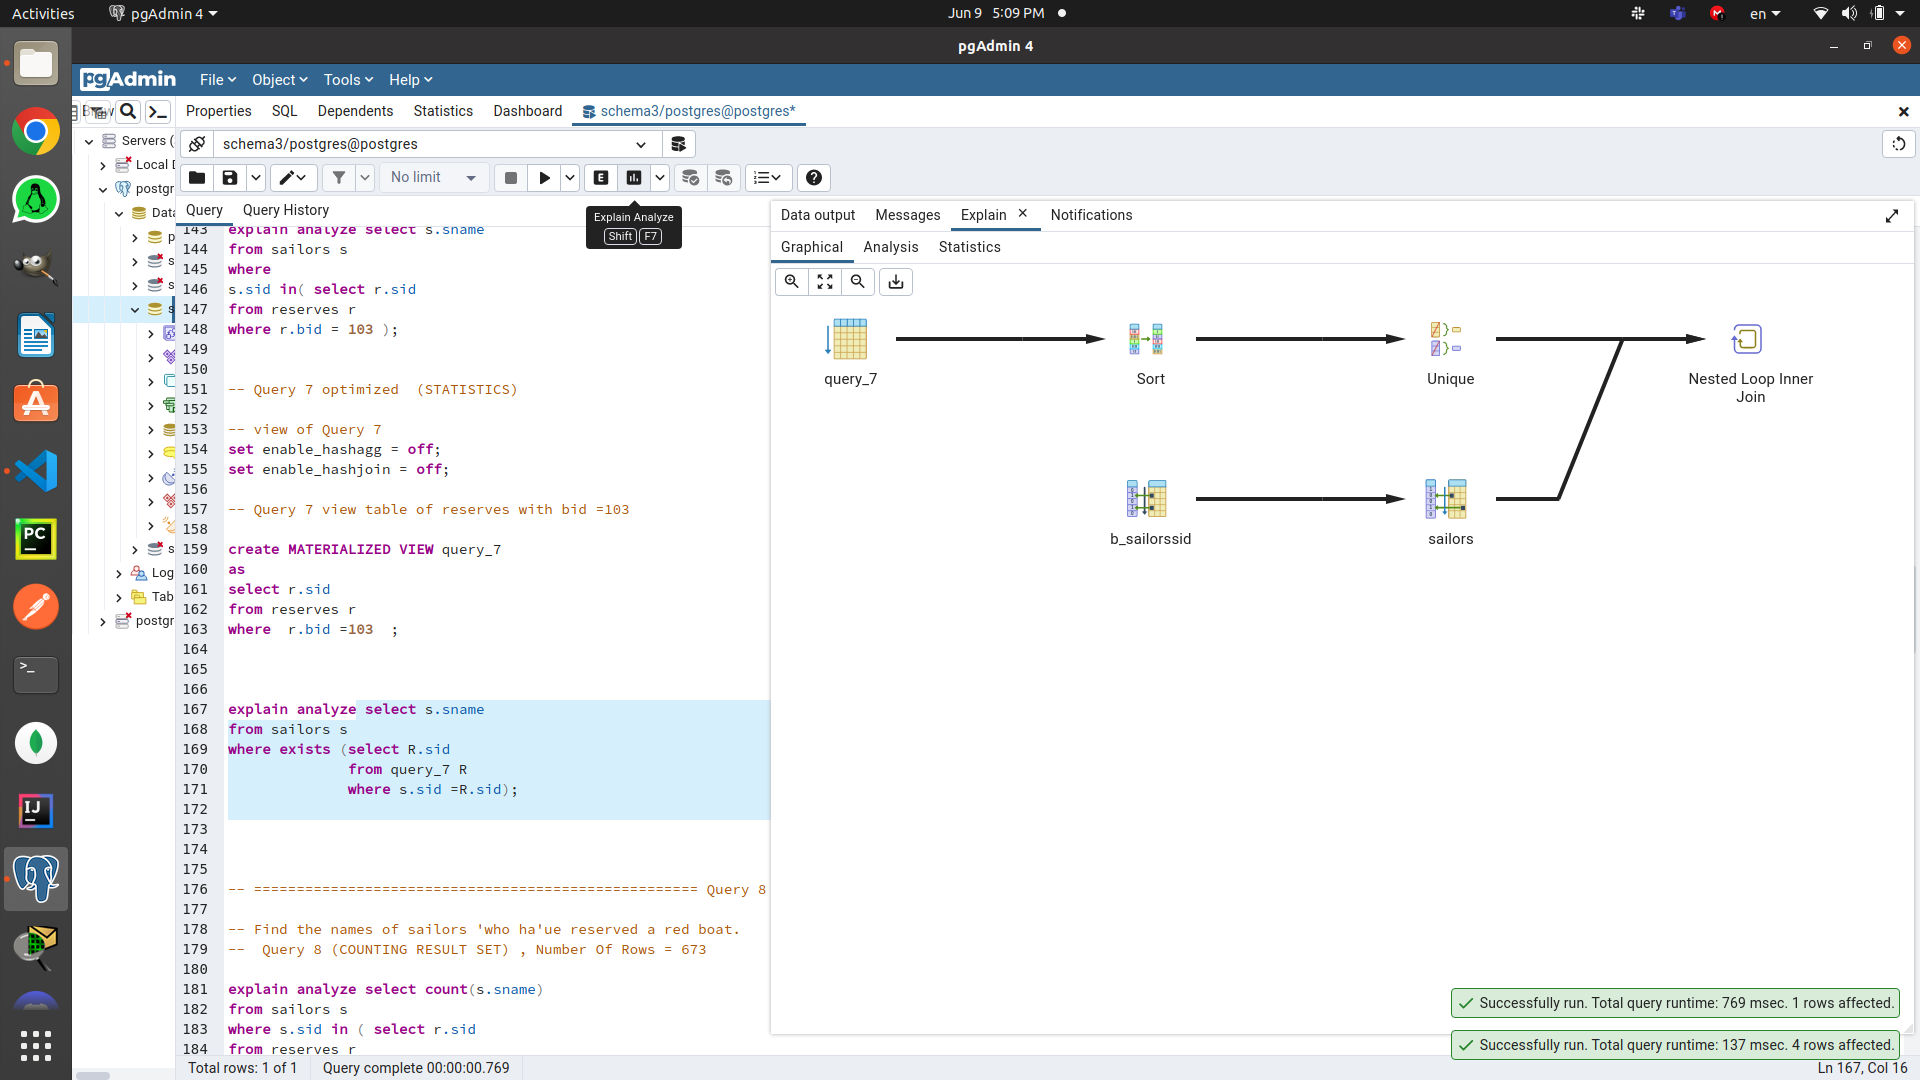 Activities
pgAdmin 4
Jun 9 5:09 PM
en
pgAdmin 4
pgAdmin
File
Object
Tools
Help
Properties
SQL
Dependents
Statistics
Dashboard
schema3/postgres@postgres*
Servers (
Local D
postgr
Data
p
s
s
s
s
Log
Tab
postgr
schema3/postgres@postgres
No limit
E
Query
Query History
Explain Analyze
Shift F7
143 explain analyze select s.sname
144 from sailors s
145 where
146 s.sid in( select r.sid
147 from reserves r
148 where r.bid = 103 );
149
150
151 -- Query 7 optimized  (STATISTICS)
152
153 -- view of Query 7
154 set enable_hashagg = off;
155 set enable_hashjoin = off;
156
157 -- Query 7 view table of reserves with bid =103
158
159 create MATERIALIZED VIEW query_7
160 as
161 select r.sid
162 from reserves r
163 where  r.bid =103  ;
164
165
166
167 explain analyze select s.sname
168 from sailors s
169 where exists (select R.sid
170 from query_7 R
171 where s.sid =R.sid);
172
173
174
175
176 -- ==================================================== Query 8
177
178 -- Find the names of sailors 'who ha'ue reserved a red boat.
179 --  Query 8 (COUNTING RESULT SET) , Number Of Rows = 673
180
181 explain analyze select count(s.sname)
182 from sailors s
183 where s.sid in ( select r.sid
184 from reserves r
Data output
Messages
Explain
Notifications
Graphical
Analysis
Statistics
query_7
Sort
Unique
Nested Loop Inner
Join
b_sailorssid
sailors
Successfully run. Total query runtime: 769 msec. 1 rows affected.
Successfully run. Total query runtime: 137 msec. 4 rows affected.
Total rows: 1 of 1
Query complete 00:00:00.769
Ln 167, Col 16
PC
IJ